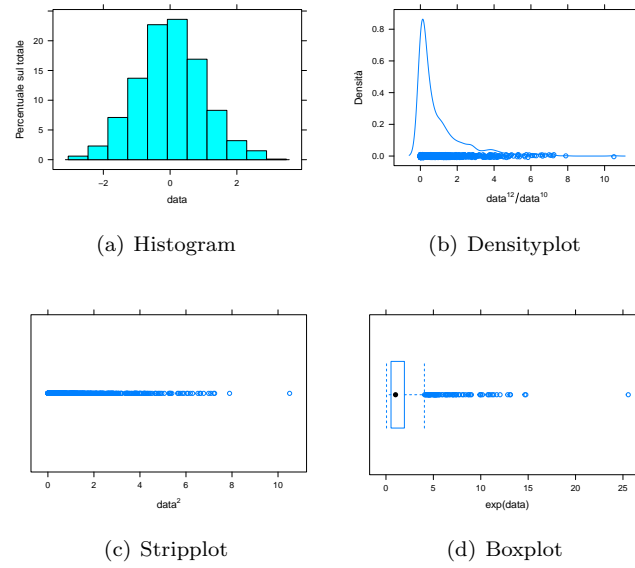 Percentuale sul totale
20
15
10
5
0
−2 0 2
data
(a) Histogram
Densità
0.8
0.6
0.4
0.2
0.0
0 2 4 6 8 10
data¹²/data¹⁰
(b) Densityplot
0 2 4 6 8 10
data²
(c) Stripplot
0 5 10 15 20 25
exp(data)
(d) Boxplot